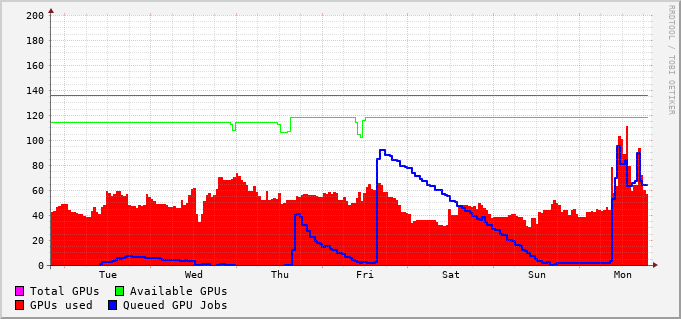 200
180
160
140
120
100
80
60
40
20
0
Tue Wed Thu Fri Sat Sun Mon
Total GPUs Available GPUs
GPUs used Queued GPU Jobs
RRDTOOL / TOBI OETIKER